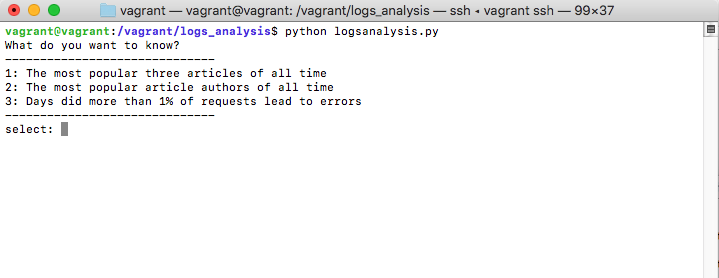 vagrant — vagrant@vagrant: /vagrant/logs_analysis — ssh ◂ vagrant ssh — 99×37
vagrant@vagrant:/vagrant/logs_analysis$ python logsanalysis.py
What do you want to know?
------------------------------
1: The most popular three articles of all time
2: The most popular article authors of all time
3: Days did more than 1% of requests lead to errors
------------------------------
select: